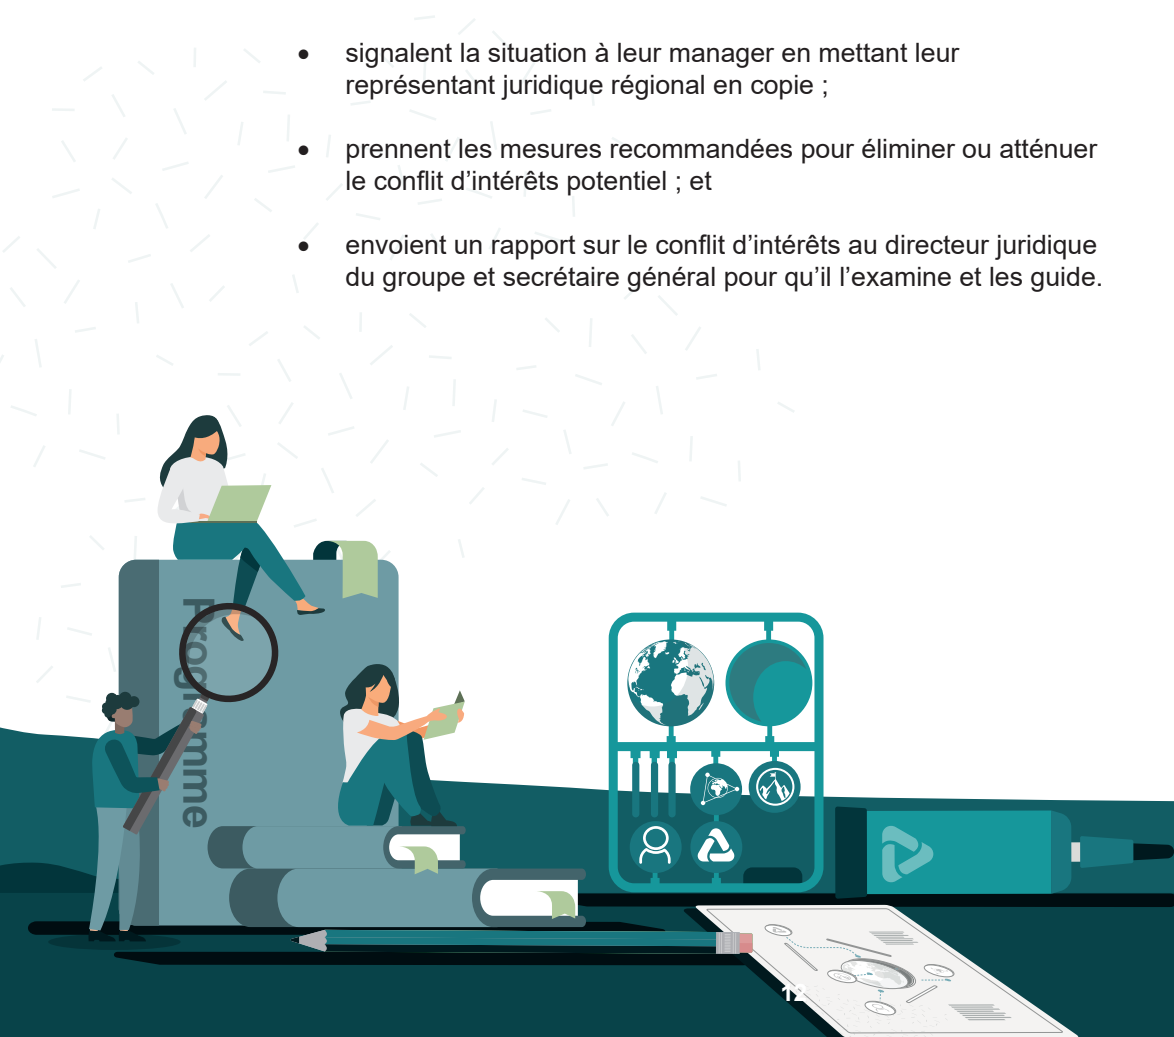 • signalent la situation à leur manager en mettant leur
représentant juridique régional en copie ;
• prennent les mesures recommandées pour éliminer ou atténuer
le conflit d’intérêts potentiel ; et
• envoient un rapport sur le conflit d’intérêts au directeur juridique
du groupe et secrétaire général pour qu’il l’examine et les guide.
Programme
12